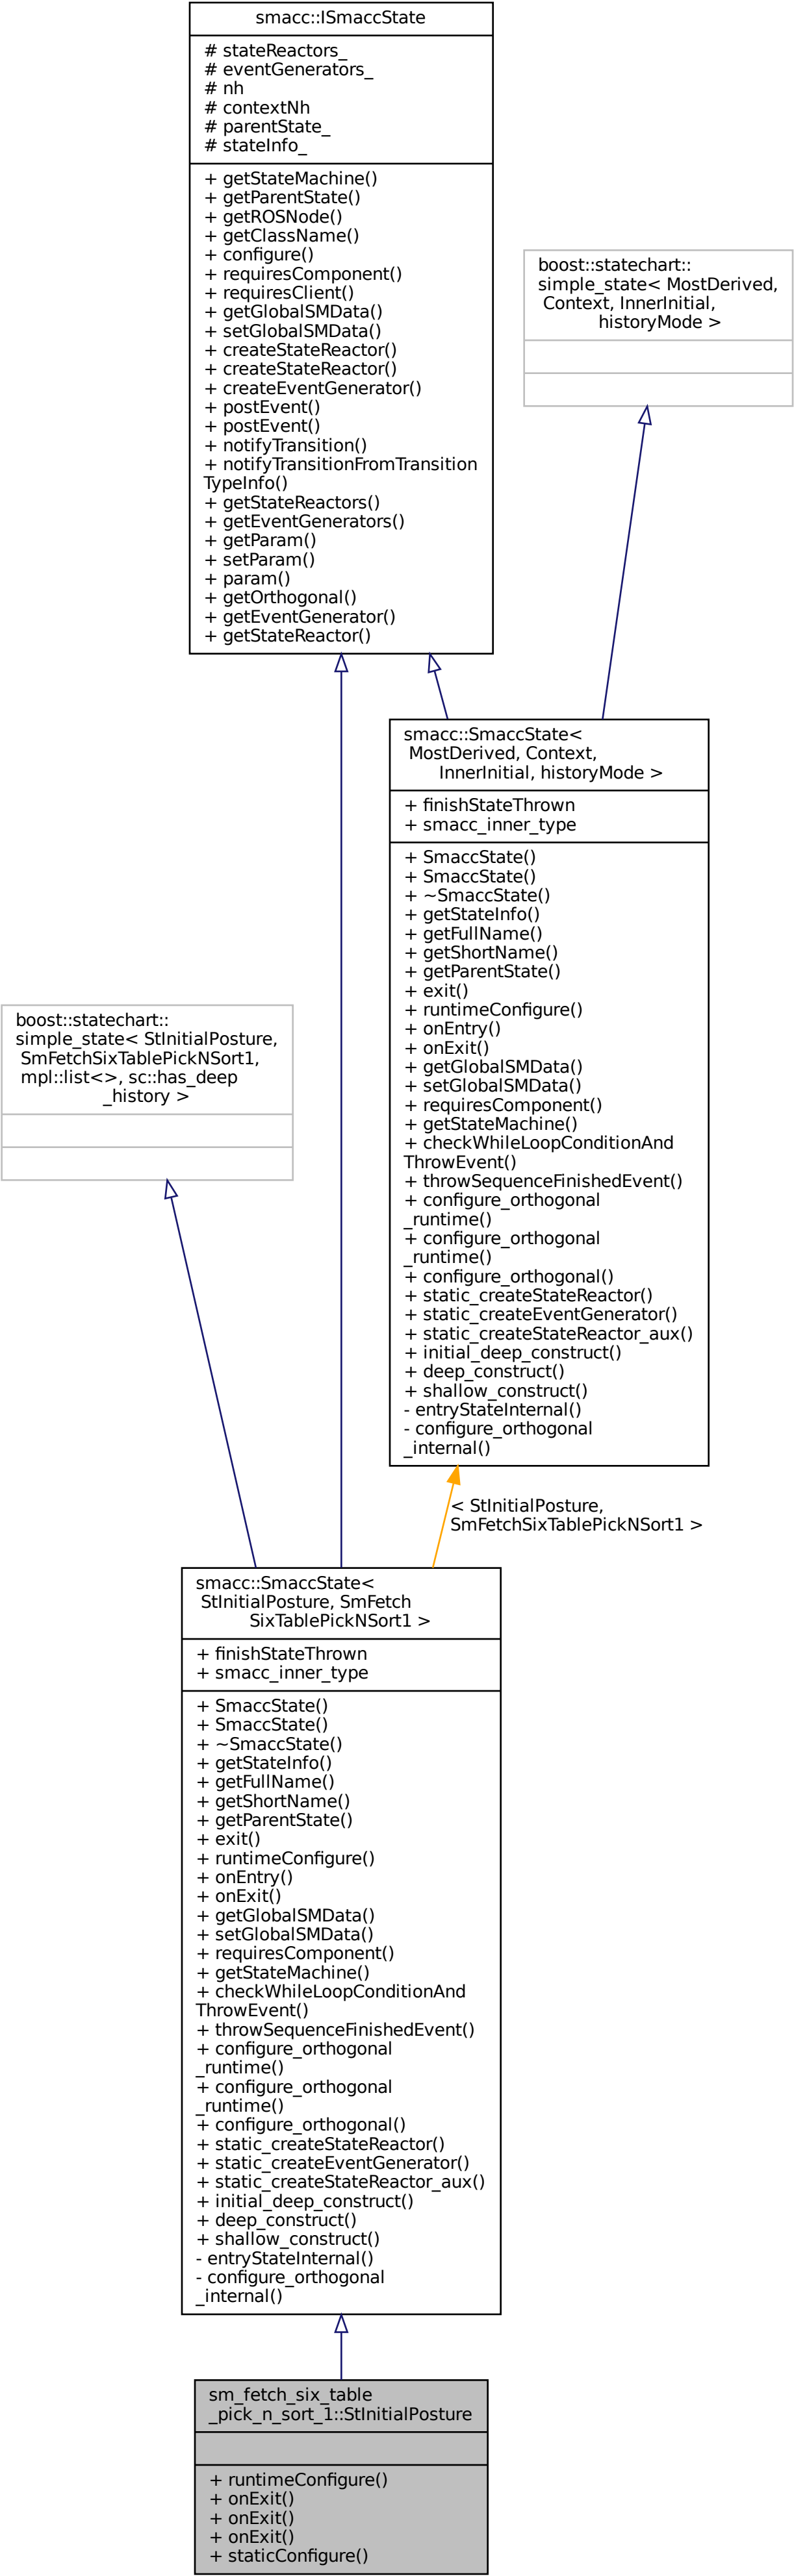 smacc::ISmaccState
# stateReactors_
# eventGenerators_
# nh
# contextNh
# parentState_
# stateInfo_
+ getStateMachine()
+ getParentState()
+ getROSNode()
+ getClassName()
+ configure()
+ requiresComponent()
+ requiresClient()
+ getGlobalSMData()
+ setGlobalSMData()
+ createStateReactor()
+ createStateReactor()
+ createEventGenerator()
+ postEvent()
+ postEvent()
+ notifyTransition()
+ notifyTransitionFromTransition
TypeInfo()
+ getStateReactors()
+ getEventGenerators()
+ getParam()
+ setParam()
+ param()
+ getOrthogonal()
+ getEventGenerator()
+ getStateReactor()
boost::statechart::
simple_state< MostDerived,
Context, InnerInitial,
historyMode >
smacc::SmaccState<
MostDerived, Context,
InnerInitial, historyMode >
+ finishStateThrown
+ smacc_inner_type
+ SmaccState()
+ SmaccState()
+ ~SmaccState()
+ getStateInfo()
+ getFullName()
+ getShortName()
+ getParentState()
+ exit()
+ runtimeConfigure()
+ onEntry()
+ onExit()
+ getGlobalSMData()
+ setGlobalSMData()
+ requiresComponent()
+ getStateMachine()
+ checkWhileLoopConditionAnd
ThrowEvent()
+ throwSequenceFinishedEvent()
+ configure_orthogonal
_runtime()
+ configure_orthogonal
_runtime()
+ configure_orthogonal()
+ static_createStateReactor()
+ static_createEventGenerator()
+ static_createStateReactor_aux()
+ initial_deep_construct()
+ deep_construct()
+ shallow_construct()
- entryStateInternal()
- configure_orthogonal
_internal()
boost::statechart::
simple_state< StInitialPosture,
SmFetchSixTablePickNSort1,
mpl::list<>, sc::has_deep
_history >
< StInitialPosture,
SmFetchSixTablePickNSort1 >
smacc::SmaccState<
StInitialPosture, SmFetch
SixTablePickNSort1 >
+ finishStateThrown
+ smacc_inner_type
+ SmaccState()
+ SmaccState()
+ ~SmaccState()
+ getStateInfo()
+ getFullName()
+ getShortName()
+ getParentState()
+ exit()
+ runtimeConfigure()
+ onEntry()
+ onExit()
+ getGlobalSMData()
+ setGlobalSMData()
+ requiresComponent()
+ getStateMachine()
+ checkWhileLoopConditionAnd
ThrowEvent()
+ throwSequenceFinishedEvent()
+ configure_orthogonal
_runtime()
+ configure_orthogonal
_runtime()
+ configure_orthogonal()
+ static_createStateReactor()
+ static_createEventGenerator()
+ static_createStateReactor_aux()
+ initial_deep_construct()
+ deep_construct()
+ shallow_construct()
- entryStateInternal()
- configure_orthogonal
_internal()
sm_fetch_six_table
_pick_n_sort_1::StInitialPosture
+ runtimeConfigure()
+ onExit()
+ onExit()
+ onExit()
+ staticConfigure()